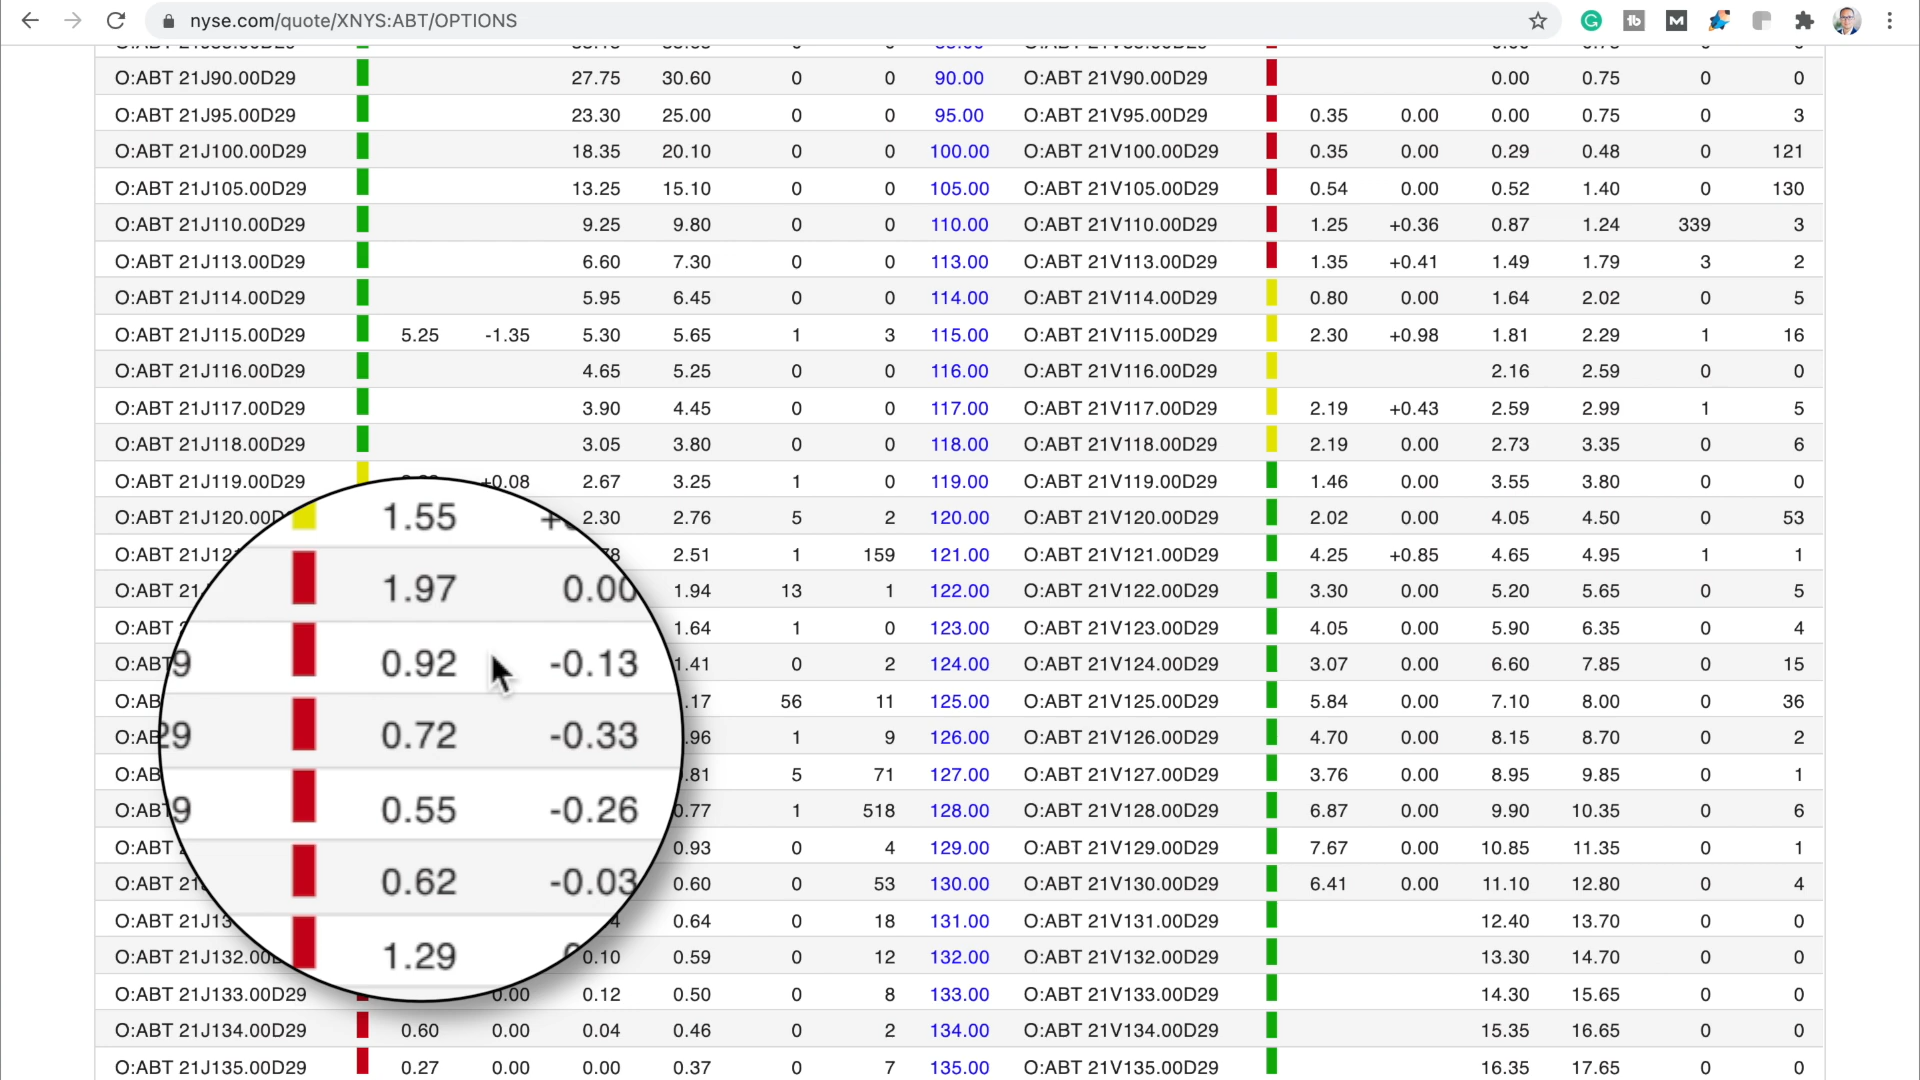 nyse.com/quote/XNYS:ABT/OPTIONS
O:ABT 21J90.00D29 27.75 30.60 0 0 90.00 O:ABT 21V90.00D29 0.00 0.75 0 0
O:ABT 21J95.00D29 23.30 25.00 0 0 95.00 O:ABT 21V95.00D29 0.35 0.00 0.00 0.75 0 3
O:ABT 21J100.00D29 18.35 20.10 0 0 100.00 O:ABT 21V100.00D29 0.35 0.00 0.29 0.48 0 121
O:ABT 21J105.00D29 13.25 15.10 0 0 105.00 O:ABT 21V105.00D29 0.54 0.00 0.52 1.40 0 130
O:ABT 21J110.00D29 9.25 9.80 0 0 110.00 O:ABT 21V110.00D29 1.25 +0.36 0.87 1.24 339 3
O:ABT 21J113.00D29 6.60 7.30 0 0 113.00 O:ABT 21V113.00D29 1.35 +0.41 1.49 1.79 3 2
O:ABT 21J114.00D29 5.95 6.45 0 0 114.00 O:ABT 21V114.00D29 0.80 0.00 1.64 2.02 0 5
O:ABT 21J115.00D29 5.25 -1.35 5.30 5.65 1 3 115.00 O:ABT 21V115.00D29 2.30 +0.98 1.81 2.29 1 16
O:ABT 21J116.00D29 4.65 5.25 0 0 116.00 O:ABT 21V116.00D29 2.16 2.59 0 0
O:ABT 21J117.00D29 3.90 4.45 0 0 117.00 O:ABT 21V117.00D29 2.19 +0.43 2.59 2.99 1 5
O:ABT 21J118.00D29 3.05 3.80 0 0 118.00 O:ABT 21V118.00D29 2.19 0.00 2.73 3.35 0 6
O:ABT 21J119.00D29 +0.08 2.67 3.25 1 0 119.00 O:ABT 21V119.00D29 1.46 0.00 3.55 3.80 0 0
O:ABT 21J120.00D 1.55 2.30 2.76 5 2 120.00 O:ABT 21V120.00D29 2.02 0.00 4.05 4.50 0 53
O:ABT 2.51 1 159 121.00 O:ABT 21V121.00D29 4.25 +0.85 4.65 4.95 1 1
O:ABT 1.97 0.00 1.94 13 1 122.00 O:ABT 21V122.00D29 3.30 0.00 5.20 5.65 0 5
O:ABT 1.64 1 0 123.00 O:ABT 21V123.00D29 4.05 0.00 5.90 6.35 0 4
O:ABT 0.92 -0.13 1.41 0 2 124.00 O:ABT 21V124.00D29 3.07 0.00 6.60 7.85 0 15
.17 56 11 125.00 O:ABT 21V125.00D29 5.84 0.00 7.10 8.00 0 36
29 0.72 -0.33 .96 1 9 126.00 O:ABT 21V126.00D29 4.70 0.00 8.15 8.70 0 2
.81 5 71 127.00 O:ABT 21V127.00D29 3.76 0.00 8.95 9.85 0 1
O:ABT 0.55 -0.26 0.77 1 518 128.00 O:ABT 21V128.00D29 6.87 0.00 9.90 10.35 0 6
O:ABT 0.93 0 4 129.00 O:ABT 21V129.00D29 7.67 0.00 10.85 11.35 0 1
O:ABT 0.62 -0.03 0.60 0 53 130.00 O:ABT 21V130.00D29 6.41 0.00 11.10 12.80 0 4
O:ABT 0.64 0 18 131.00 O:ABT 21V131.00D29 12.40 13.70 0 0
O:ABT 21J132.00 1.29 0.10 0.59 0 12 132.00 O:ABT 21V132.00D29 13.30 14.70 0 0
O:ABT 21J133.00D29 0.00 0.12 0.50 0 8 133.00 O:ABT 21V133.00D29 14.30 15.65 0 0
O:ABT 21J134.00D29 0.60 0.00 0.04 0.46 0 2 134.00 O:ABT 21V134.00D29 15.35 16.65 0 0
O:ABT 21J135.00D29 0.27 0.00 0.00 0.37 0 7 135.00 O:ABT 21V135.00D29 16.35 17.65 0 0